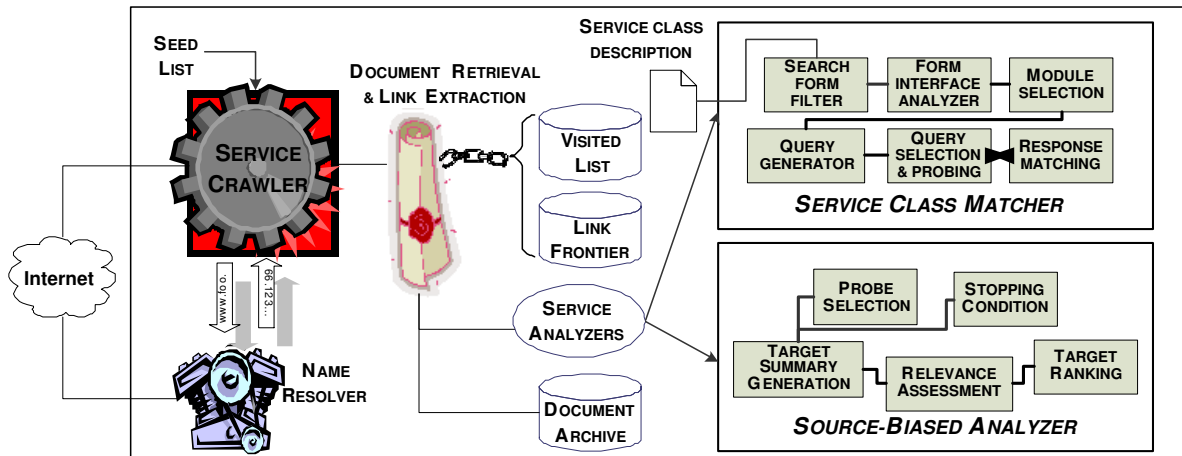 SEED
LIST
SERVICE
CRAWLER
Internet
www.foo.
66.123...
NAME
RESOLVER
DOCUMENT RETRIEVAL
& LINK EXTRACTION
VISITED
LIST
LINK
FRONTIER
SERVICE
ANALYZERS
DOCUMENT
ARCHIVE
SERVICE CLASS
DESCRIPTION
SEARCH
FORM
FILTER
FORM
INTERFACE
ANALYZER
MODULE
SELECTION
QUERY
GENERATOR
QUERY
SELECTION
& PROBING
RESPONSE
MATCHING
SERVICE CLASS MATCHER
PROBE
SELECTION
STOPPING
CONDITION
TARGET
SUMMARY
GENERATION
RELEVANCE
ASSESSMENT
TARGET
RANKING
SOURCE-BIASED ANALYZER